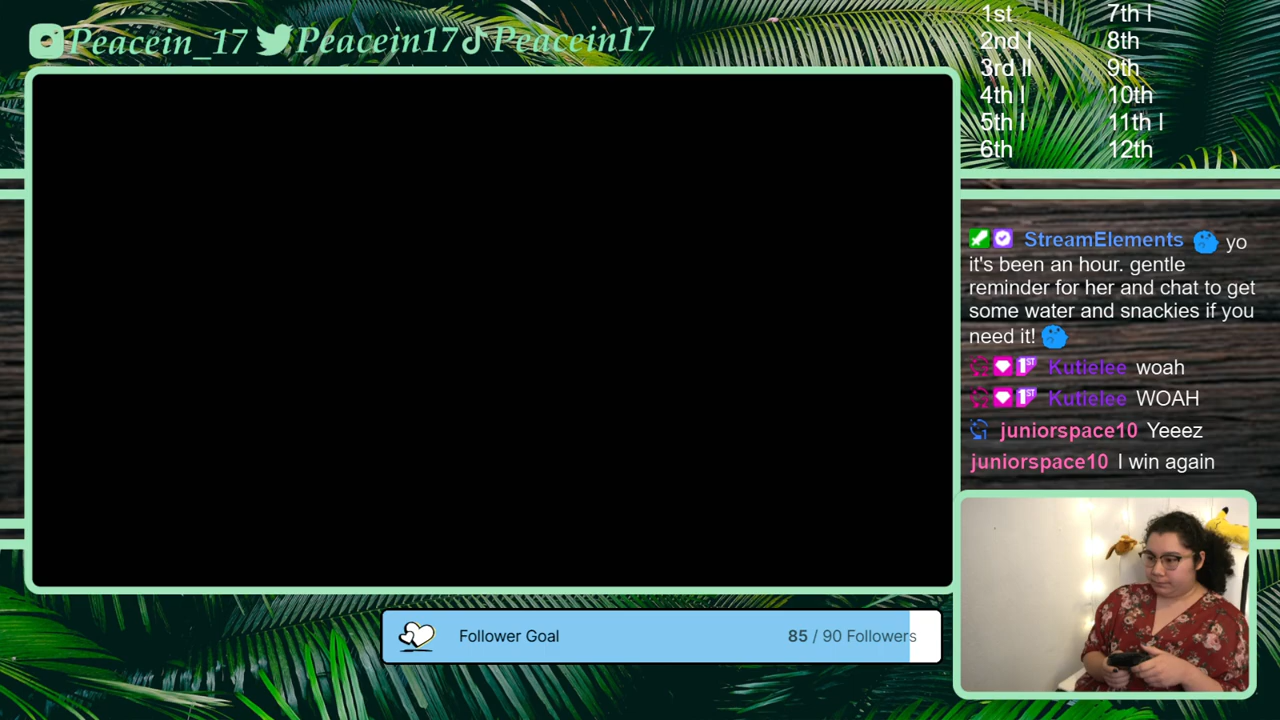 Peacein_17 Peacein17 Peacein17
1st 7th I
2nd I 8th
3rd II 9th
4th I 10th
5th I 11th I
6th 12th
StreamElements yo
it's been an hour. gentle
reminder for her and chat to get
some water and snackies if you
need it!
1ST Kutielee woah
1ST Kutielee WOAH
juniorspace10 Yeeez
juniorspace10 I win again
Follower Goal 85 / 90 Followers